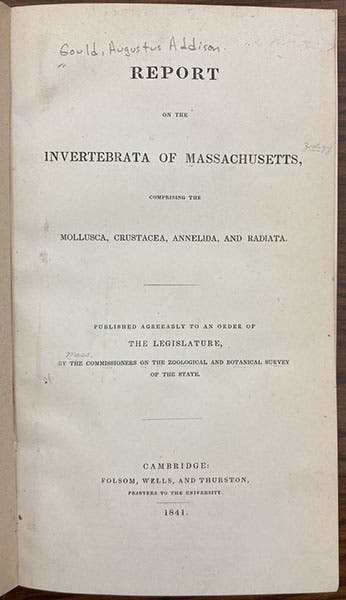 Gould, Augustus Addison.
REPORT
ON THE
Zoology
INVERTEBRATA OF MASSACHUSETTS,
COMPRISING THE
MOLLUSCA, CRUSTACEA, ANNELIDA, AND RADIATA.
PUBLISHED AGREEABLY TO AN ORDER OF
THE LEGISLATURE,
Mass.
BY THE COMMISSIONERS ON THE ZOOLOGICAL AND BOTANICAL SURVEY
OF THE STATE.
CAMBRIDGE:
FOLSOM, WELLS, AND THURSTON,
PRINTERS TO THE UNIVERSITY.
1841.